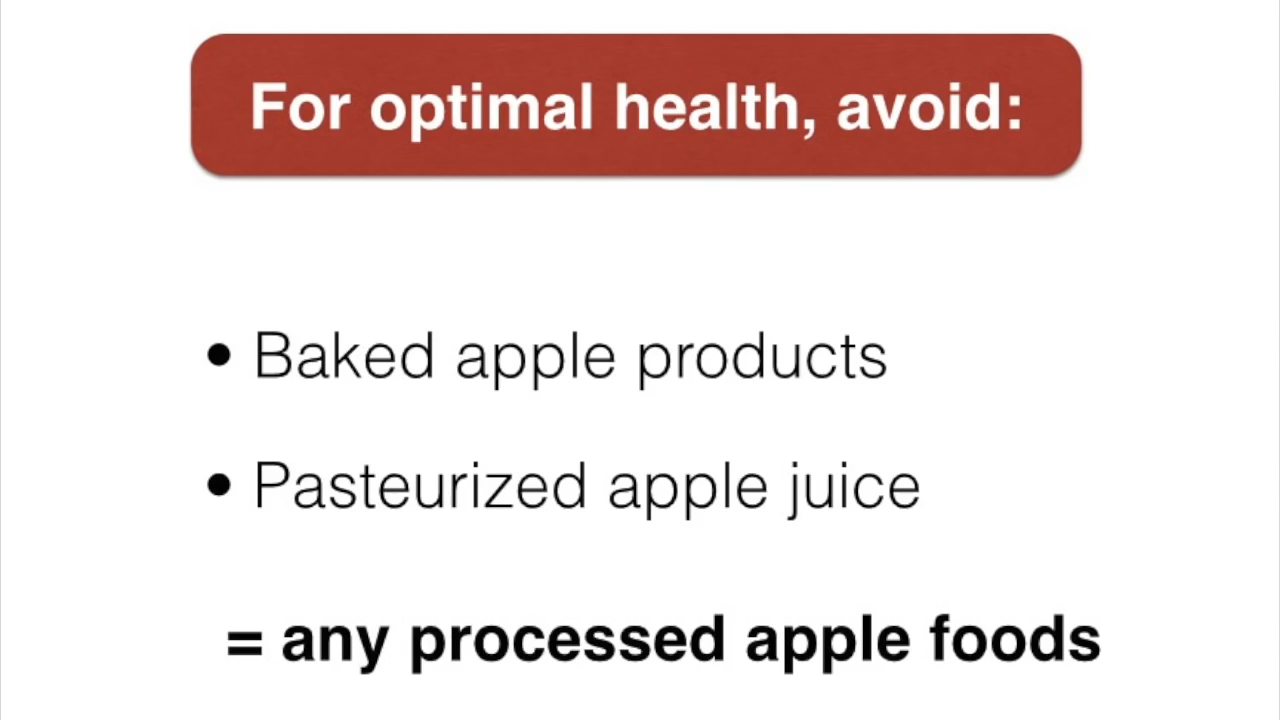 For optimal health, avoid:
• Baked apple products
• Pasteurized apple juice
= any processed apple foods